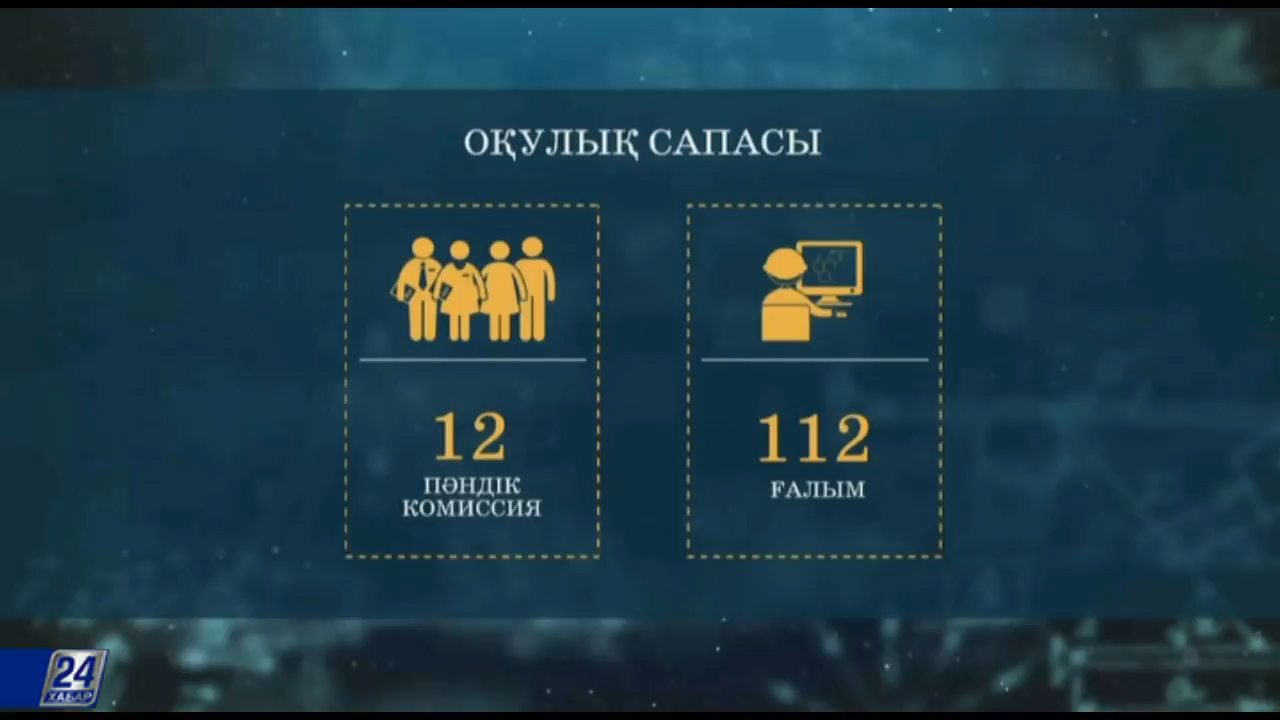 ОҚУЛЫҚ САПАСЫ
12
ПӘНДІК
КОМИССИЯ
112
ҒАЛЫМ
24
ХАБАР